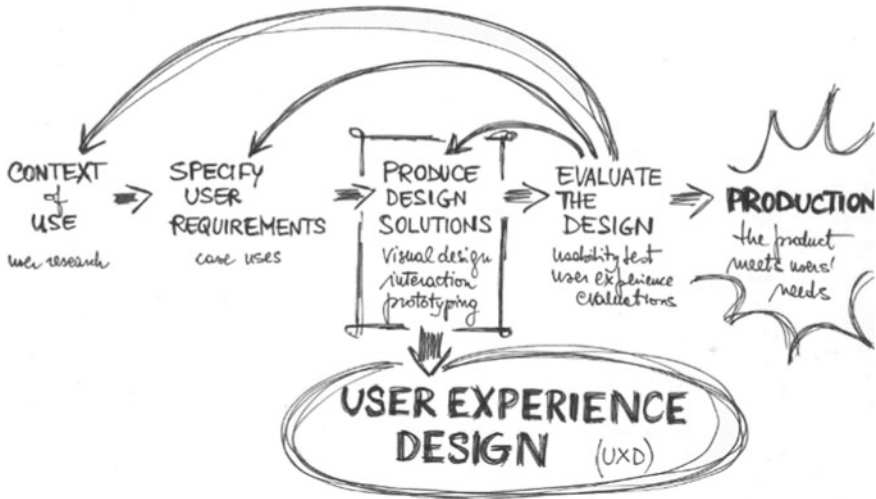 CONTEXT
of
USE
user research
SPECIFY
USER
REQUIREMENTS
case uses
PRODUCE
DESIGN
SOLUTIONS
visual design
interaction
prototyping
EVALUATE
THE
DESIGN
usability test
user experience
evaluations
PRODUCTION
the product
meets users'
needs
USER EXPERIENCE
DESIGN (UXD)